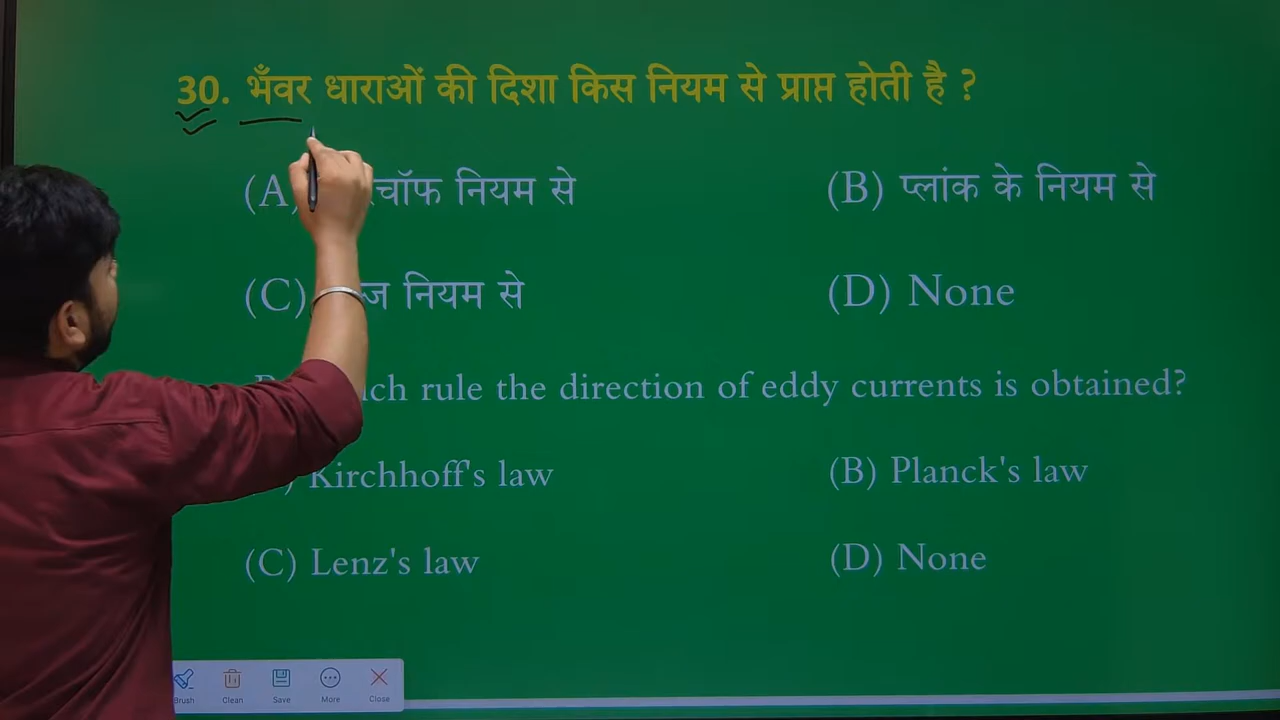 30. भँवर धाराओं की दिशा किस नियम से प्राप्त होती है ?
(A) चॉफ नियम से
(B) प्लांक के नियम से
(C) नियम से
(D) None
rule the direction of eddy currents is obtained?
Kirchhoff's law
(B) Planck's law
(C) Lenz's law
(D) None
Brush
Clean
Save
More
Close